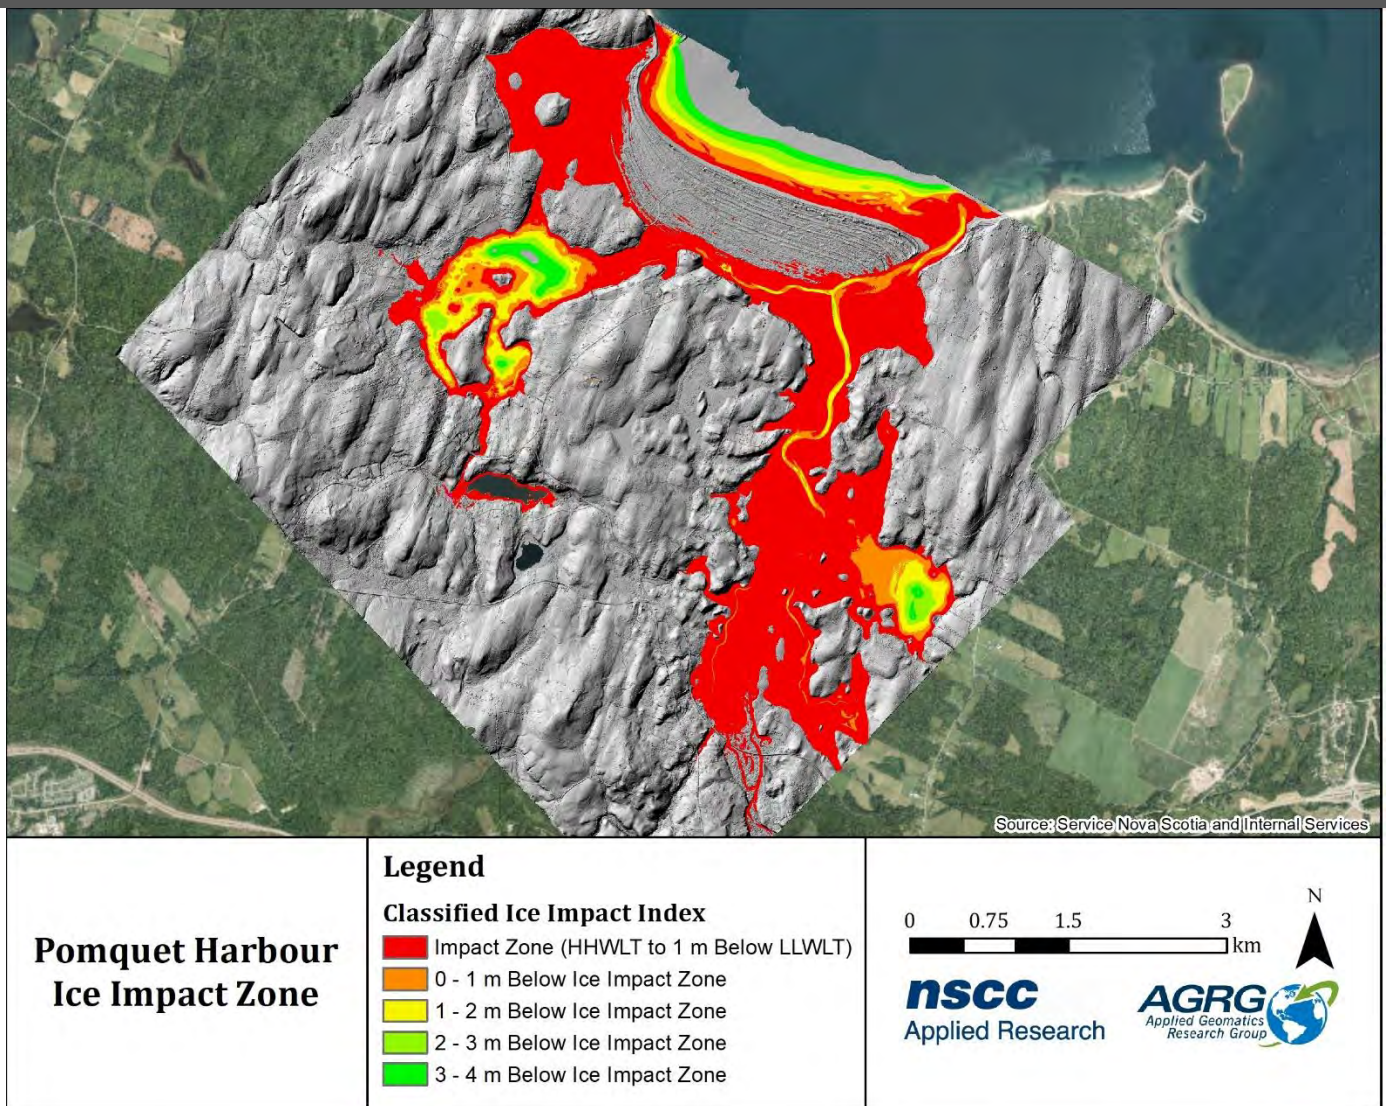 Source: Service Nova Scotia and Internal Services
Pomquet Harbour
Ice Impact Zone
Legend
Classified Ice Impact Index
Impact Zone (HHWLT to 1 m Below LLWLT)
0 - 1 m Below Ice Impact Zone
1 - 2 m Below Ice Impact Zone
2 - 3 m Below Ice Impact Zone
3 - 4 m Below Ice Impact Zone
N
0 0.75 1.5 3
km
nscc
Applied Research
AGRG
Applied Geomatics
Research Group